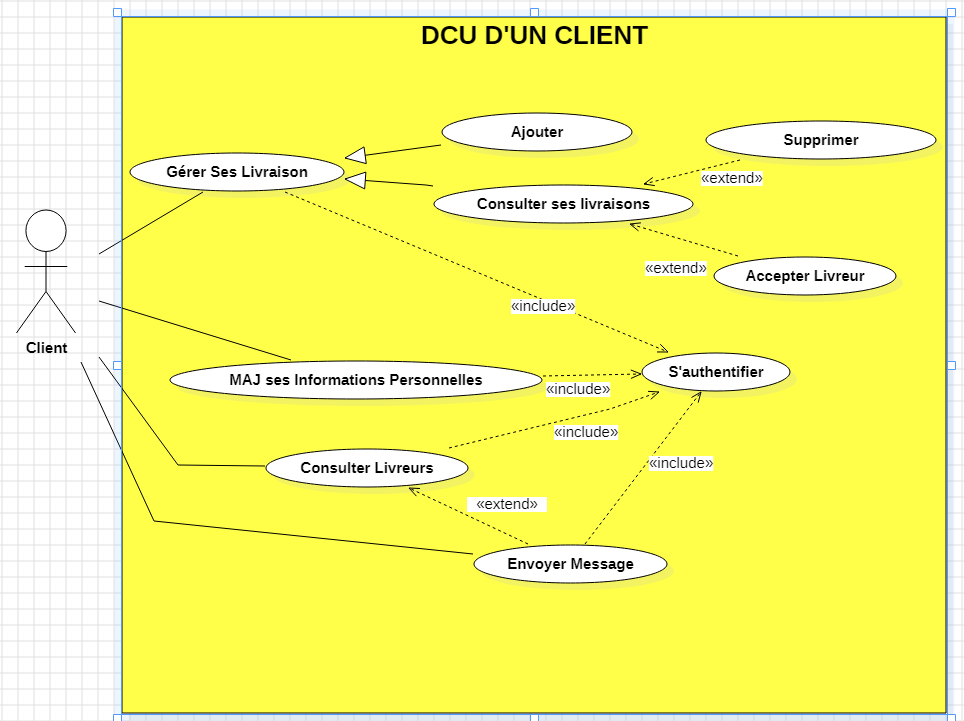 DCU D'UN CLIENT
Ajouter
Supprimer
Gérer Ses Livraison
«extend»
Consulter ses livraisons
«extend»
Accepter Livreur
«include»
Client
S'authentifier
MAJ ses Informations Personnelles
«include»
«include»
Consulter Livreurs
«include»
«extend»
Envoyer Message